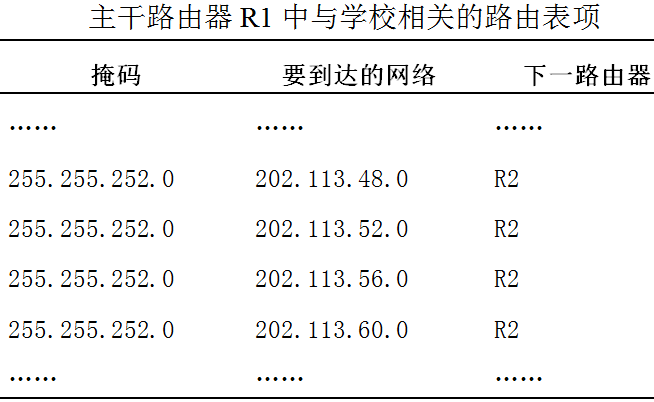 主干路由器 R1 中与学校相关的路由表项
掩码 要到达的网络 下一路由器
…… …… ……
255.255.252.0 202.113.48.0 R2
255.255.252.0 202.113.52.0 R2
255.255.252.0 202.113.56.0 R2
255.255.252.0 202.113.60.0 R2
…… …… ……